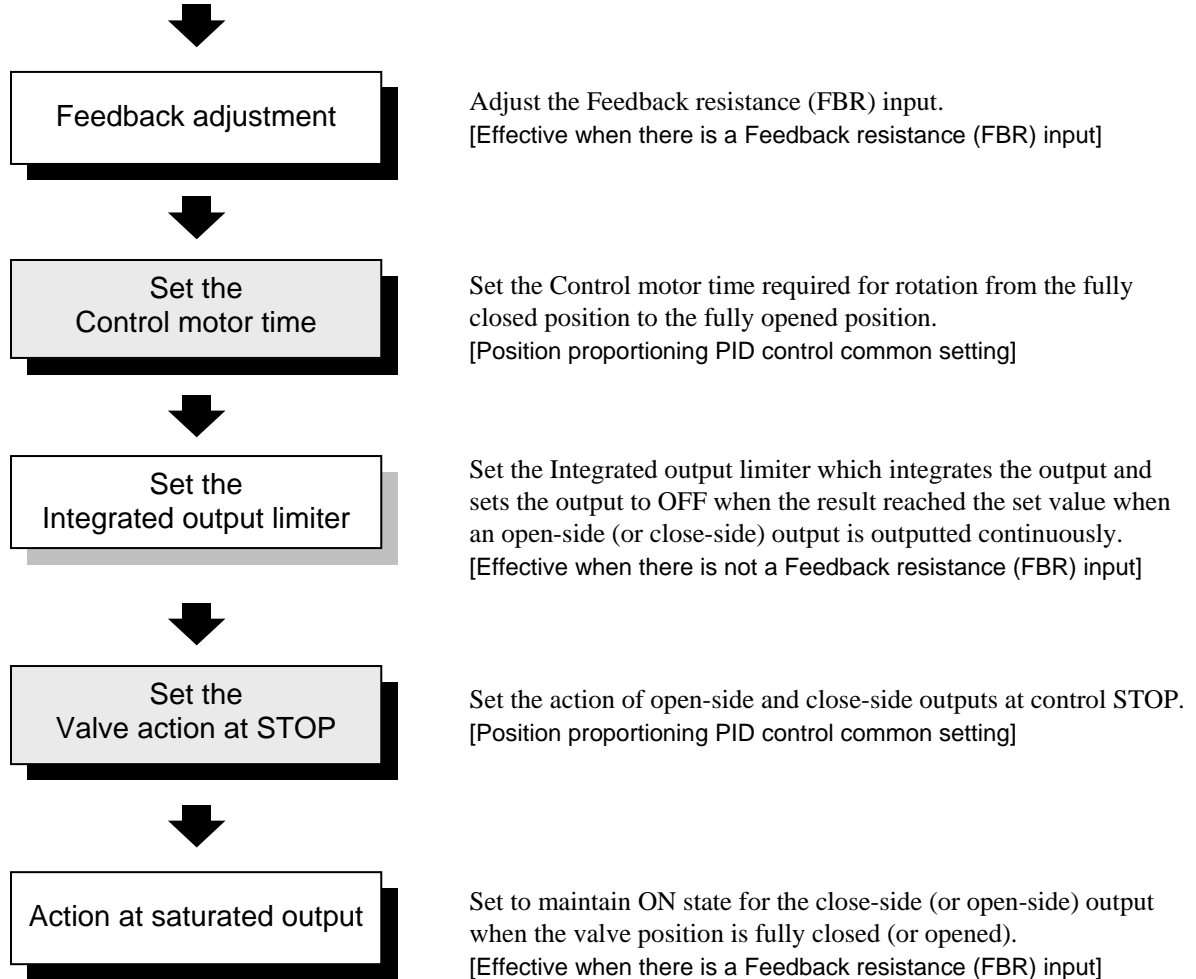 Feedback adjustment
Adjust the Feedback resistance (FBR) input.
[Effective when there is a Feedback resistance (FBR) input]
Set the
Control motor time
Set the Control motor time required for rotation from the fully
closed position to the fully opened position.
[Position proportioning PID control common setting]
Set the
Integrated output limiter
Set the Integrated output limiter which integrates the output and
sets the output to OFF when the result reached the set value when
an open-side (or close-side) output is outputted continuously.
[Effective when there is not a Feedback resistance (FBR) input]
Set the
Valve action at STOP
Set the action of open-side and close-side outputs at control STOP.
[Position proportioning PID control common setting]
Action at saturated output
Set to maintain ON state for the close-side (or open-side) output
when the valve position is fully closed (or opened).
[Effective when there is a Feedback resistance (FBR) input]